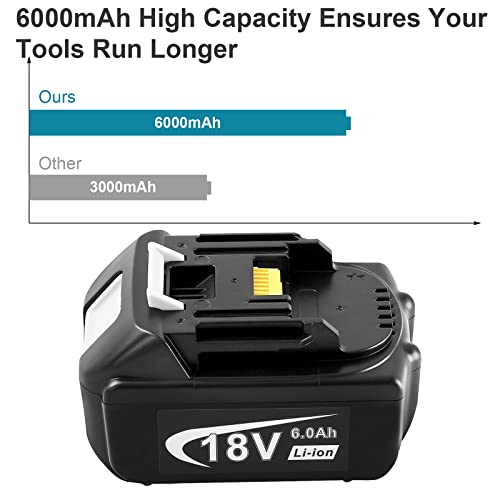 6000mAh High Capacity Ensures Your
Tools Run Longer
Ours
6000mAh
Other
3000mAh
18V 6.0Ah
Li-ion